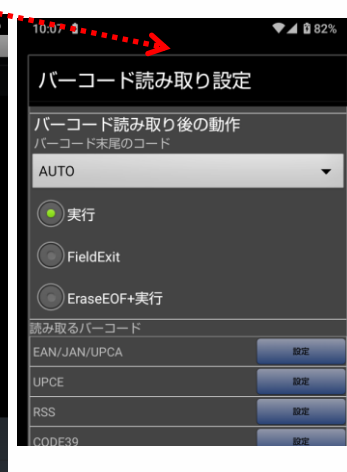 10:07 82%
バーコード読み取り設定
バーコード読み取り後の動作
バーコード末尾のコード
AUTO
実行
FieldExit
EraseEOF+実行
読み取るバーコード
EAN/JAN/UPCA 設定
UPCE 設定
RSS 設定
CODE39 設定